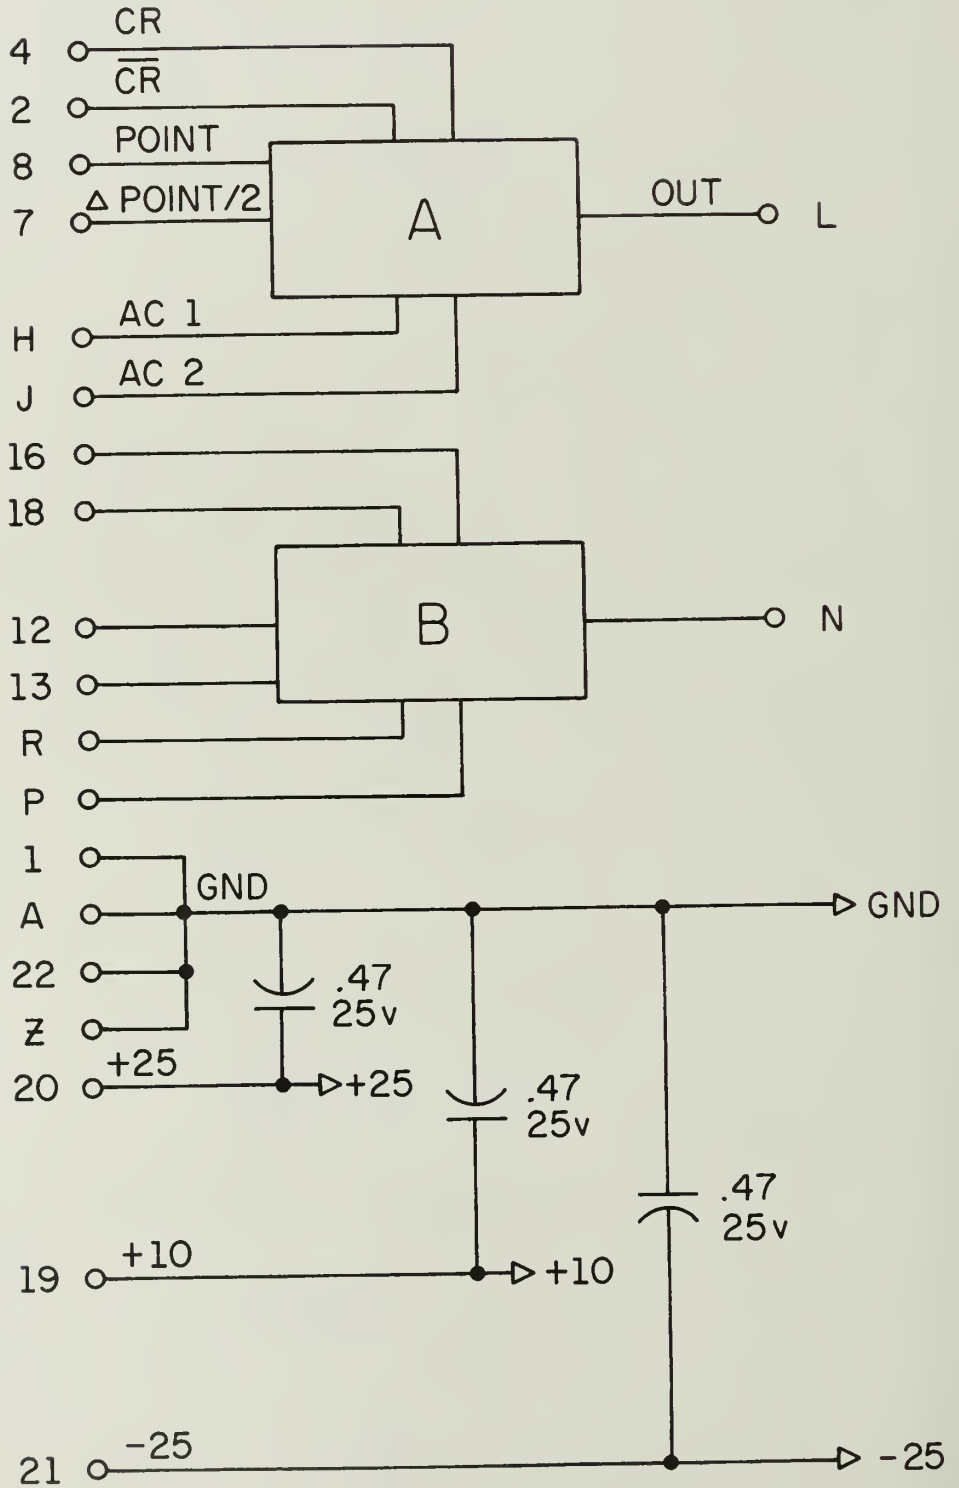 4 CR
2 C̅R̅
8 POINT
7 Δ POINT/2
A
OUT L
H AC 1
J AC 2
16
18
B
N
12
13
R
P
1
A GND
GND
22
.47
25v
Z
20 +25
+25
.47
25v
.47
25v
19 +10
+10
21 -25
-25